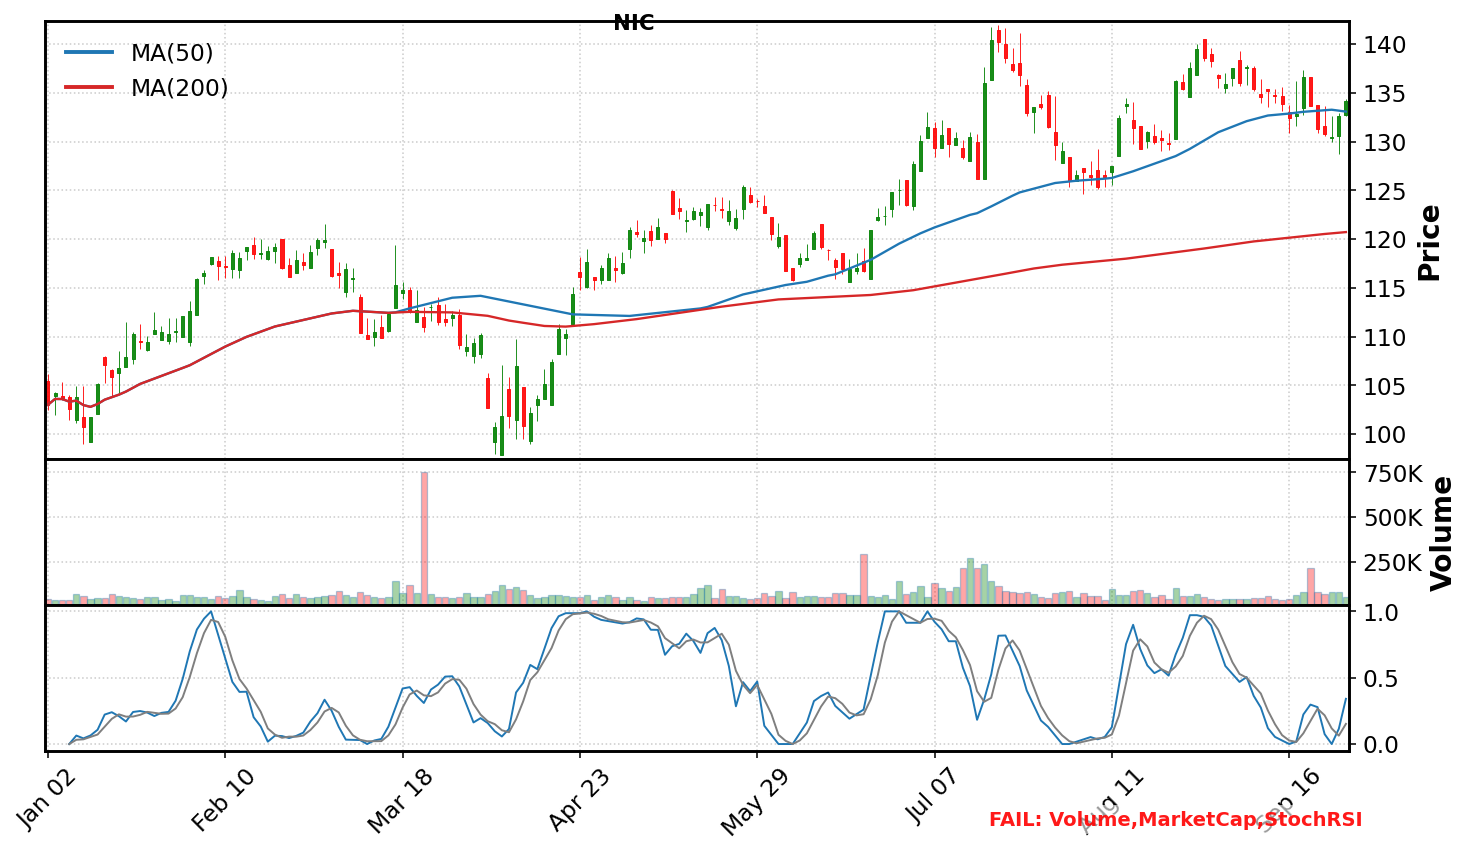 NIC
MA(50)
MA(200)
140
135
130
125
120
115
110
105
100
Price
750K
500K
250K
Volume
1.0
0.5
0.0
Jan 02
Feb 10
Mar 18
Apr 23
May 29
Jul 07
Aug 11
Sep 16
FAIL: Volume,MarketCap,StochRSI